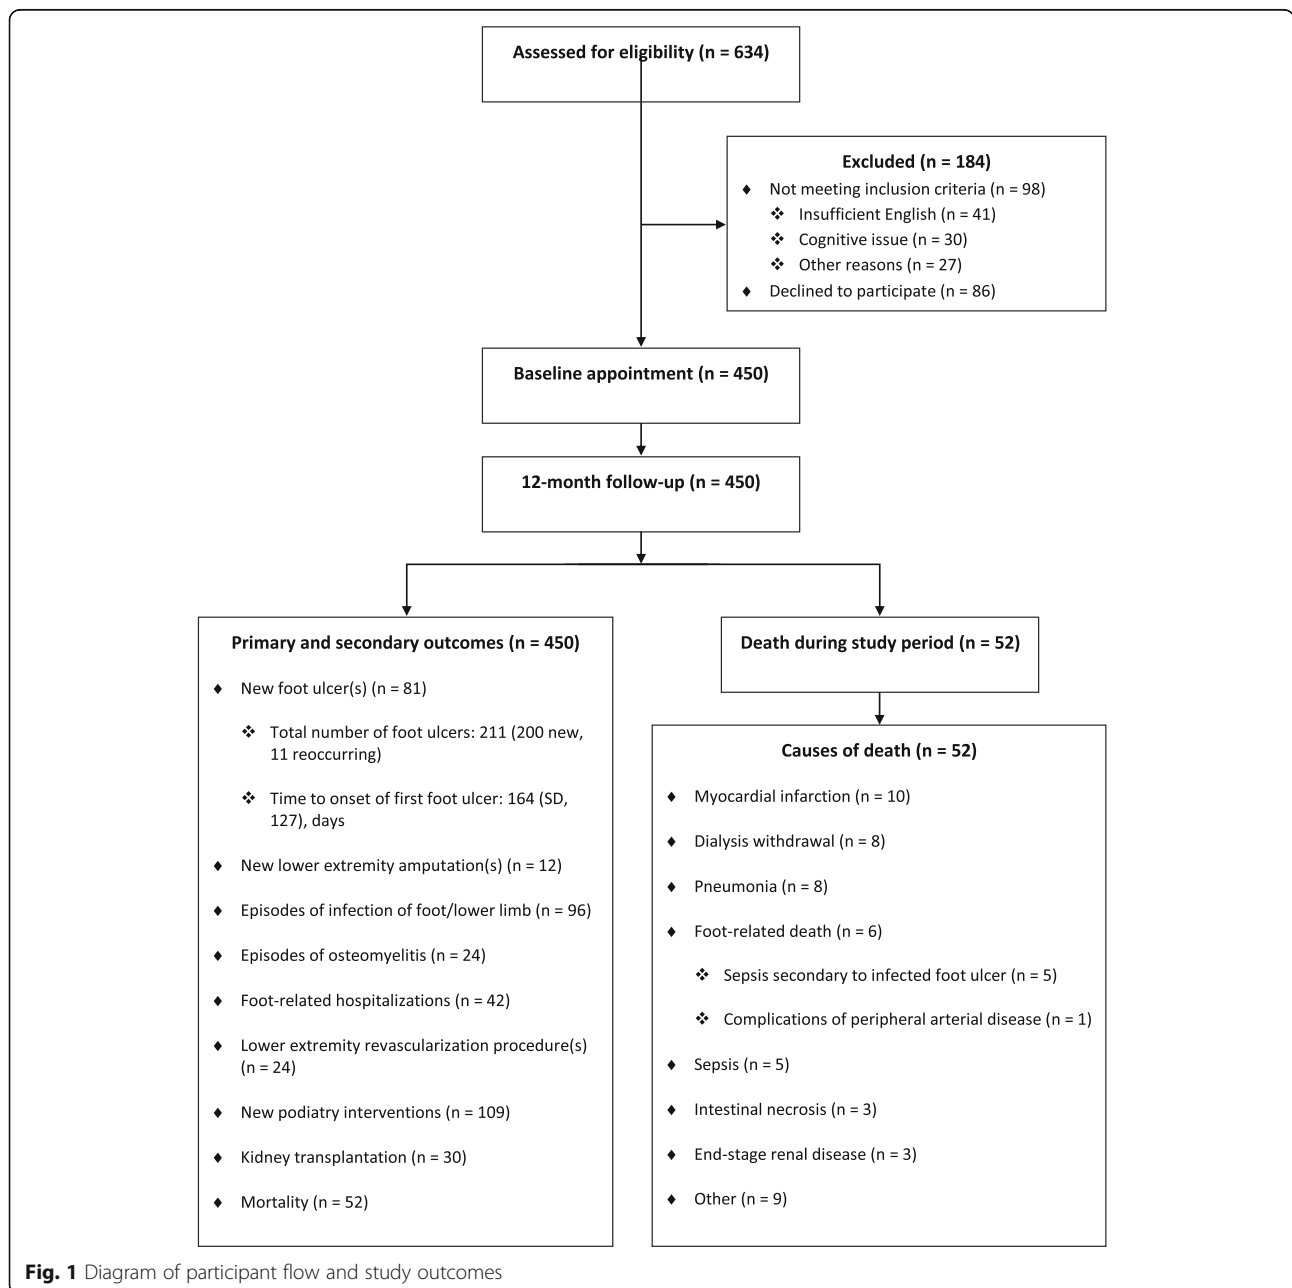 Assessed for eligibility (n = 634)
Excluded (n = 184)
♦ Not meeting inclusion criteria (n = 98)
❖ Insufficient English (n = 41)
❖ Cognitive issue (n = 30)
❖ Other reasons (n = 27)
♦ Declined to participate (n = 86)
Baseline appointment (n = 450)
12-month follow-up (n = 450)
Primary and secondary outcomes (n = 450)
♦ New foot ulcer(s) (n = 81)
❖ Total number of foot ulcers: 211 (200 new,
11 reoccurring)
❖ Time to onset of first foot ulcer: 164 (SD,
127), days
♦ New lower extremity amputation(s) (n = 12)
♦ Episodes of infection of foot/lower limb (n = 96)
♦ Episodes of osteomyelitis (n = 24)
♦ Foot-related hospitalizations (n = 42)
♦ Lower extremity revascularization procedure(s)
(n = 24)
♦ New podiatry interventions (n = 109)
♦ Kidney transplantation (n = 30)
♦ Mortality (n = 52)
Death during study period (n = 52)
Causes of death (n = 52)
♦ Myocardial infarction (n = 10)
♦ Dialysis withdrawal (n = 8)
♦ Pneumonia (n = 8)
♦ Foot-related death (n = 6)
❖ Sepsis secondary to infected foot ulcer (n = 5)
❖ Complications of peripheral arterial disease (n = 1)
♦ Sepsis (n = 5)
♦ Intestinal necrosis (n = 3)
♦ End-stage renal disease (n = 3)
♦ Other (n = 9)
Fig. 1 Diagram of participant flow and study outcomes